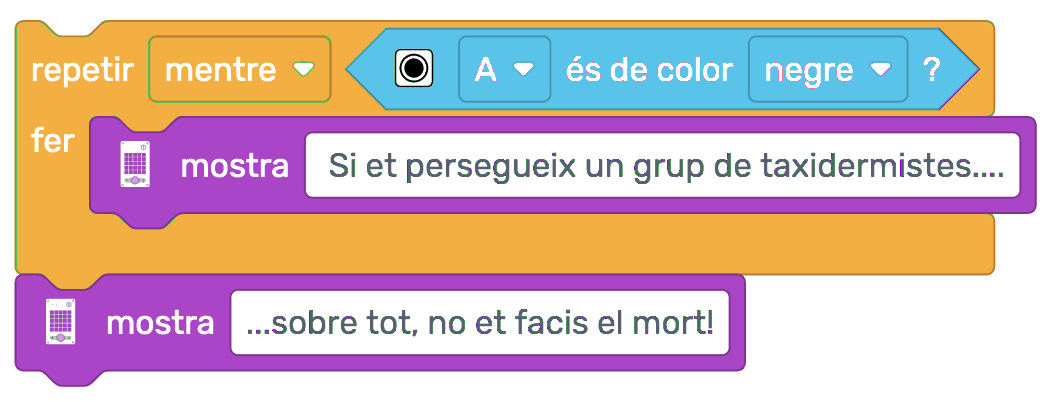 repetir mentre A és de color negre ?
fer mostra Si et persegueix un grup de taxidermistes....
mostra ...sobre tot, no et facis el mort!